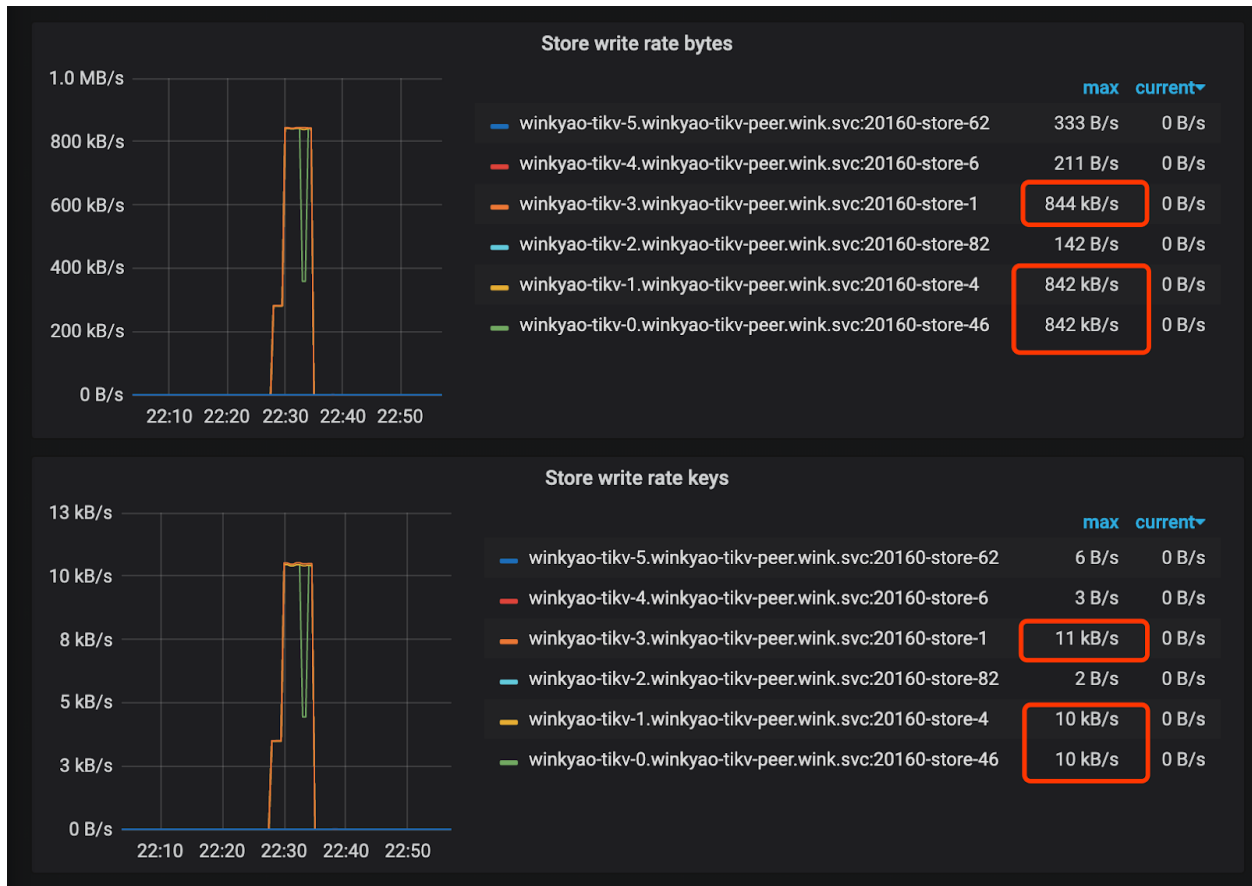 Store write rate bytes
1.0 MB/s
800 kB/s
600 kB/s
400 kB/s
200 kB/s
0 B/s
22:10 22:20 22:30 22:40 22:50
max current
winkyao-tikv-5.winkyao-tikv-peer.wink.svc:20160-store-62 333 B/s 0 B/s
winkyao-tikv-4.winkyao-tikv-peer.wink.svc:20160-store-6 211 B/s 0 B/s
winkyao-tikv-3.winkyao-tikv-peer.wink.svc:20160-store-1 844 kB/s 0 B/s
winkyao-tikv-2.winkyao-tikv-peer.wink.svc:20160-store-82 142 B/s 0 B/s
winkyao-tikv-1.winkyao-tikv-peer.wink.svc:20160-store-4 842 kB/s 0 B/s
winkyao-tikv-0.winkyao-tikv-peer.wink.svc:20160-store-46 842 kB/s 0 B/s
Store write rate keys
13 kB/s
10 kB/s
8 kB/s
5 kB/s
3 kB/s
0 B/s
22:10 22:20 22:30 22:40 22:50
max current
winkyao-tikv-5.winkyao-tikv-peer.wink.svc:20160-store-62 6 B/s 0 B/s
winkyao-tikv-4.winkyao-tikv-peer.wink.svc:20160-store-6 3 B/s 0 B/s
winkyao-tikv-3.winkyao-tikv-peer.wink.svc:20160-store-1 11 kB/s 0 B/s
winkyao-tikv-2.winkyao-tikv-peer.wink.svc:20160-store-82 2 B/s 0 B/s
winkyao-tikv-1.winkyao-tikv-peer.wink.svc:20160-store-4 10 kB/s 0 B/s
winkyao-tikv-0.winkyao-tikv-peer.wink.svc:20160-store-46 10 kB/s 0 B/s